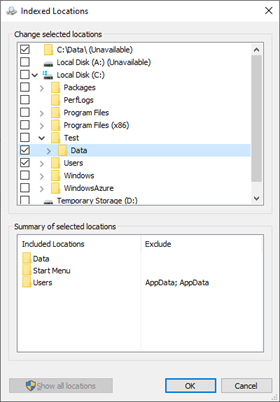 Indexed Locations
Change selected locations
C:\Data\ (Unavailable)
Local Disk (A:) (Unavailable)
Local Disk (C:)
Packages
PerfLogs
Program Files
Program Files (x86)
Test
Data
Users
Windows
WindowsAzure
Temporary Storage (D:)
Summary of selected locations
Included Locations Exclude
Data
Start Menu
Users AppData; AppData
Show all locations OK Cancel